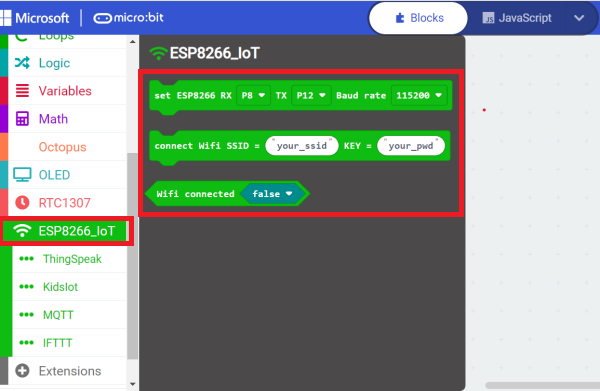 Microsoft micro:bit Blocks JavaScript
Loops
Logic
Variables
Math
Octopus
OLED
RTC1307
ESP8266_IoT
ThingSpeak
Kidslot
MQTT
IFTTT
Extensions
ESP8266_IoT
set ESP8266 RX P8 TX P12 Baud rate 115200
connect Wifi SSID = "your_ssid" KEY = "your_pwd"
Wifi connected false